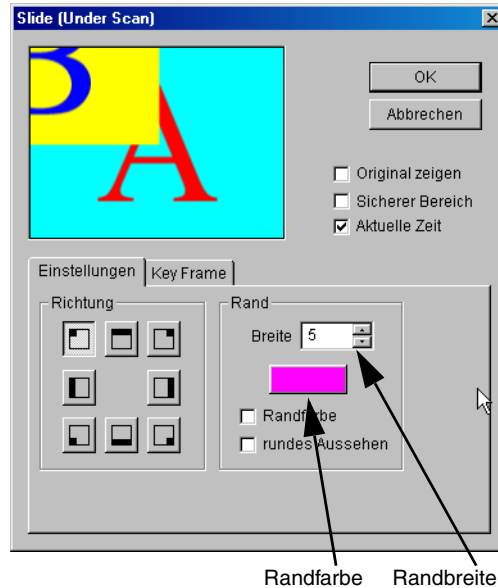 Slide (Under Scan)
B
A
OK
Abbrechen
Original zeigen
Sicherer Bereich
Aktuelle Zeit
Einstellungen Key Frame
Richtung
Rand
Breite 5
Randfarbe
rundes Aussehen
Randfarbe Randbreite